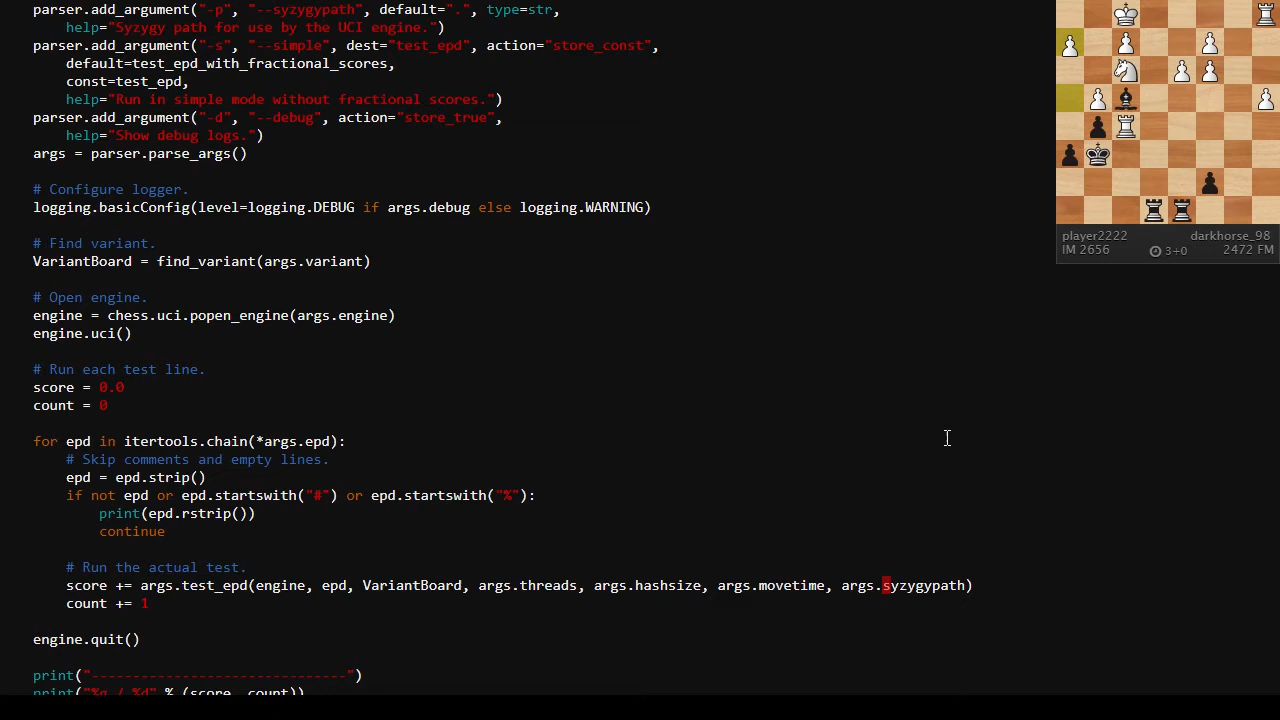 parser.add_argument("-p", "--syzygypath", default=".", type=str,
help="Syzygy path for use by the UCI engine.")
parser.add_argument("-s", "--simple", dest="test_epd", action="store_const",
default=test_epd_with_fractional_scores,
const=test_epd,
help="Run in simple mode without fractional scores.")
parser.add_argument("-d", "--debug", action="store_true",
help="Show debug logs.")
args = parser.parse_args()
# Configure logger.
logging.basicConfig(level=logging.DEBUG if args.debug else logging.WARNING)
# Find variant.
VariantBoard = find_variant(args.variant)
# Open engine.
engine = chess.uci.popen_engine(args.engine)
engine.uci()
# Run each test line.
score = 0.0
count = 0
for epd in itertools.chain(*args.epd):
# Skip comments and empty lines.
epd = epd.strip()
if not epd or epd.startswith("#") or epd.startswith("%"):
print(epd.rstrip())
continue
# Run the actual test.
score += args.test_epd(engine, epd, VariantBoard, args.threads, args.hashsize, args.movetime, args.syzygypath)
count += 1
engine.quit()
print("-------------------------------")
print("%g / %d" % (score, count))
player2222 darkhorse_98
IM 2656 3+0 2472 FM